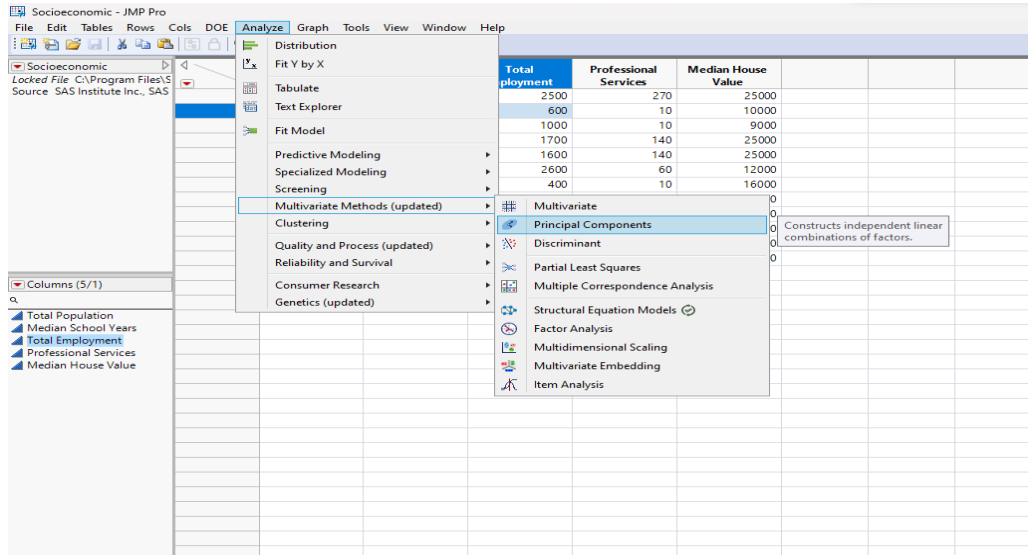 Socioeconomic - JMP Pro
File Edit Tables Rows Cols DOE Analyze Graph Tools View Window Help
Socioeconomic
Locked File C:\Program Files\S
Source SAS Institute Inc., SAS
Columns (5/1)
Total Population
Median School Years
Total Employment
Professional Services
Median House Value
Distribution
Fit Y by X
Tabulate
Text Explorer
Fit Model
Predictive Modeling
Specialized Modeling
Screening
Multivariate Methods (updated)
Clustering
Quality and Process (updated)
Reliability and Survival
Consumer Research
Genetics (updated)
Total Professional Median House
ployment Services Value
2500 270 25000
600 10 10000
1000 10 9000
1700 140 25000
1600 140 25000
2600 60 12000
400 10 16000
0
0
0
0
0
Multivariate
Principal Components
Discriminant
Partial Least Squares
Multiple Correspondence Analysis
Structural Equation Models
Factor Analysis
Multidimensional Scaling
Multivariate Embedding
Item Analysis
Constructs independent linear
combinations of factors.